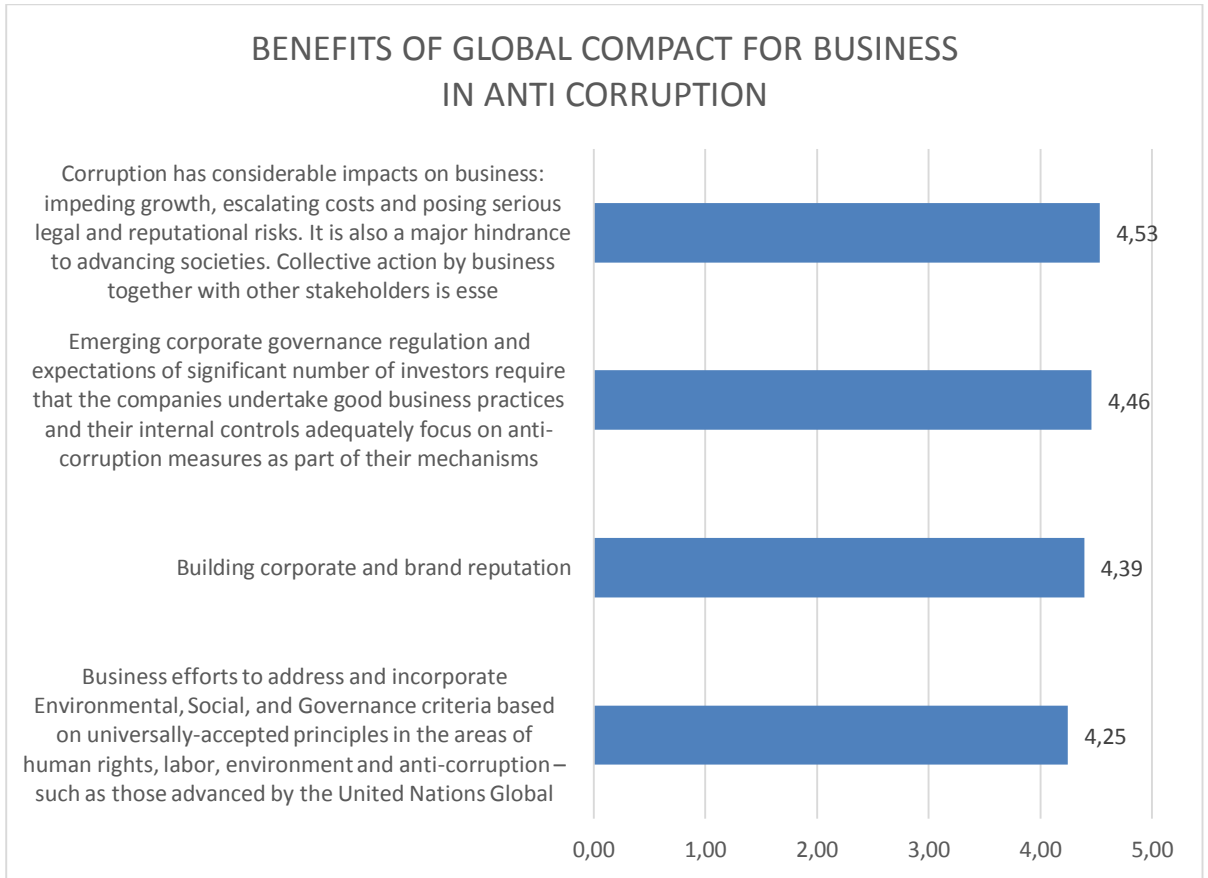 BENEFITS OF GLOBAL COMPACT FOR BUSINESS
IN ANTI CORRUPTION
Corruption has considerable impacts on business:
impeding growth, escalating costs and posing serious
legal and reputational risks. It is also a major hindrance
to advancing societies. Collective action by business
together with other stakeholders is esse
4,53
Emerging corporate governance regulation and
expectations of significant number of investors require
that the companies undertake good business practices
and their internal controls adequately focus on anti-
corruption measures as part of their mechanisms
4,46
Building corporate and brand reputation
4,39
Business efforts to address and incorporate
Environmental, Social, and Governance criteria based
on universally-accepted principles in the areas of
human rights, labor, environment and anti-corruption –
such as those advanced by the United Nations Global
4,25
0,00 1,00 2,00 3,00 4,00 5,00